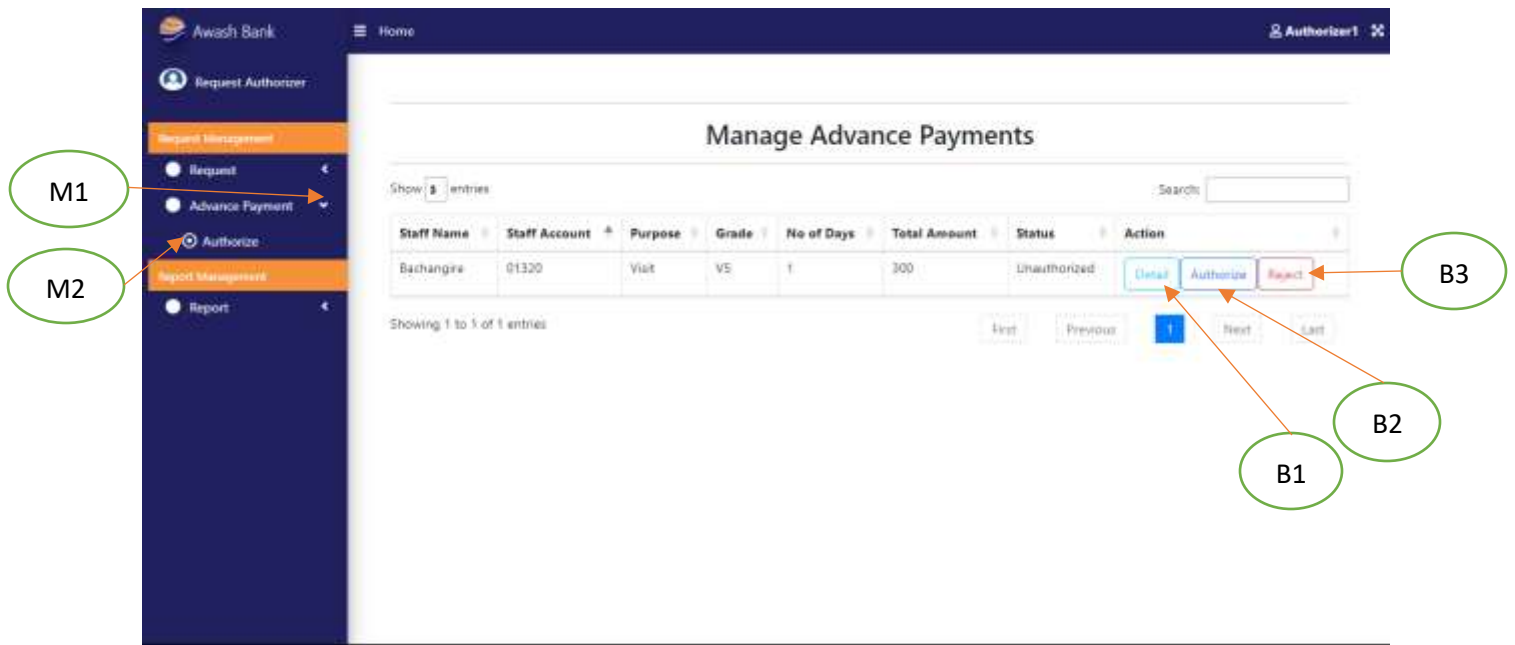 Awash Bank
Home
Authorizer1
Request Authorizer
Request Management
Manage Advance Payments
M1
Request
Show 5 entries
Search:
Advance Payment
Staff Name Staff Account Purpose Grade No of Days Total Amount Status Action
Authorize
M2
Bachangire 01320 Visit V5 1 300 Unauthorized Detail Authorize Reject
B3
Report Management
Report
Showing 1 to 1 of 1 entries
First Previous 1 Next Last
B2
B1